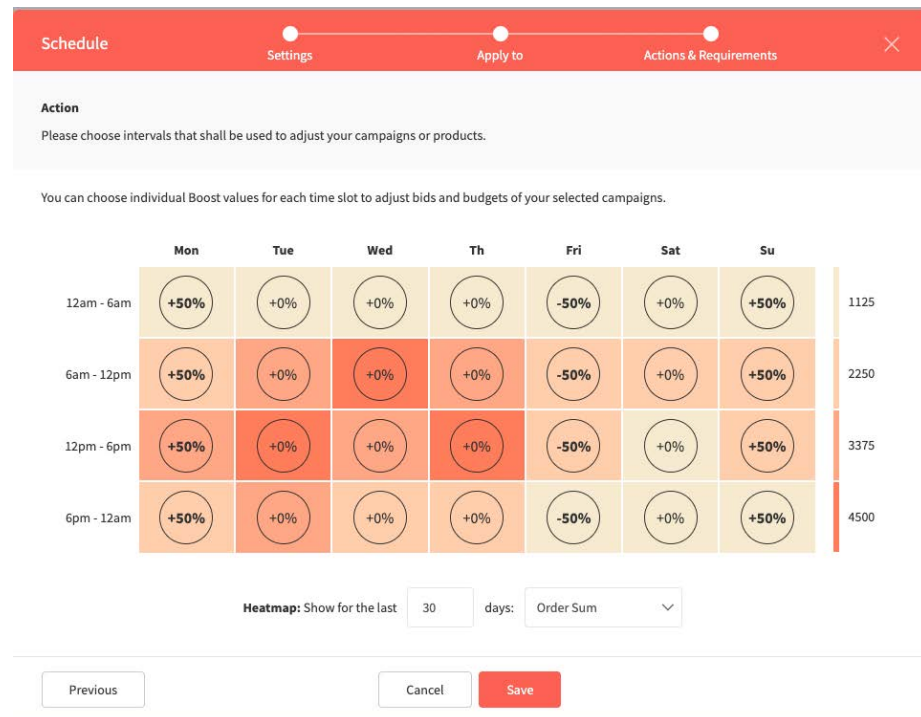 Schedule
Settings
Apply to
Actions & Requirements
Action
Please choose intervals that shall be used to adjust your campaigns or products.
You can choose individual Boost values for each time slot to adjust bids and budgets of your selected campaigns.
Mon Tue Wed Th Fri Sat Su
12am - 6am +50% +0% +0% +0% -50% +0% +50% 1125
6am - 12pm +50% +0% +0% +0% -50% +0% +50% 2250
12pm - 6pm +50% +0% +0% +0% -50% +0% +50% 3375
6pm - 12am +50% +0% +0% +0% -50% +0% +50% 4500
Heatmap: Show for the last 30 days: Order Sum
Previous Cancel Save